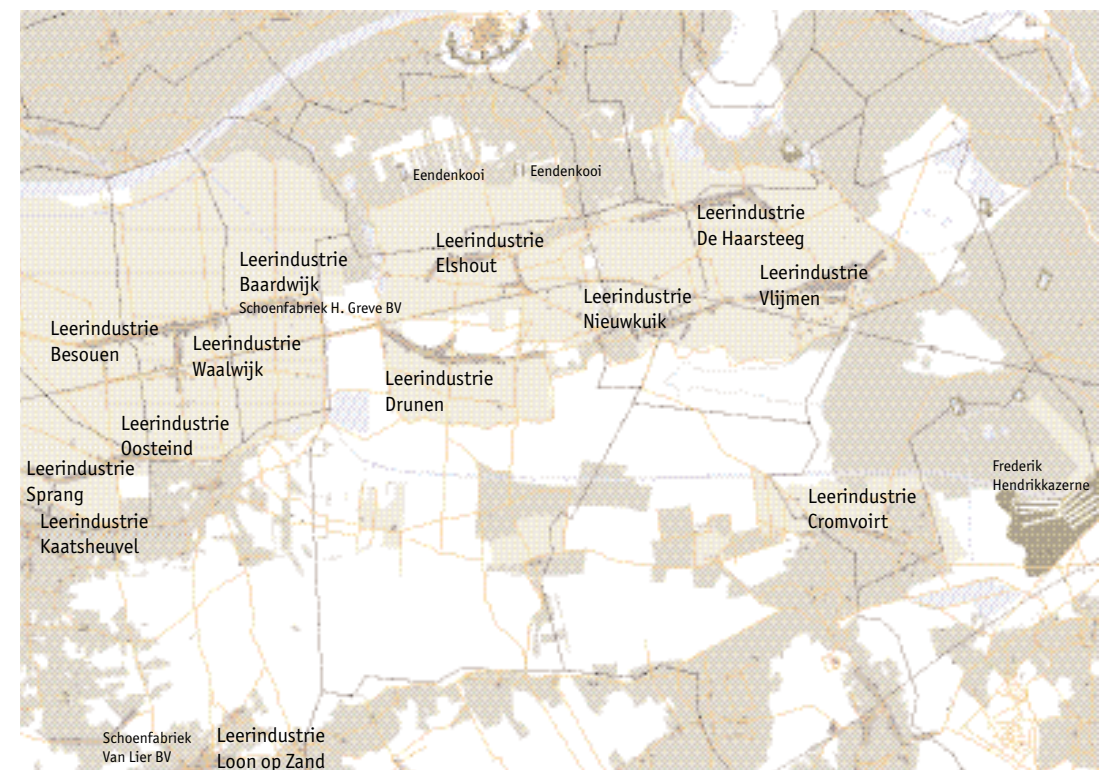 Eendenkooi
Eendenkooi
Leerindustrie
De Haarsteeg
Leerindustrie
Elshout
Leerindustrie
Baardwijk
Schoenfabriek H. Greve BV
Leerindustrie
Vlijmen
Leerindustrie
Nieuwkuik
Leerindustrie
Besouen
Leerindustrie
Waalwijk
Leerindustrie
Drunen
Leerindustrie
Oosteind
Leerindustrie
Sprang
Leerindustrie
Kaatsheuvel
Leerindustrie
Cromvoirt
Frederik
Hendrikkazerne
Schoenfabriek
Van Lier BV
Leerindustrie
Loon op Zand